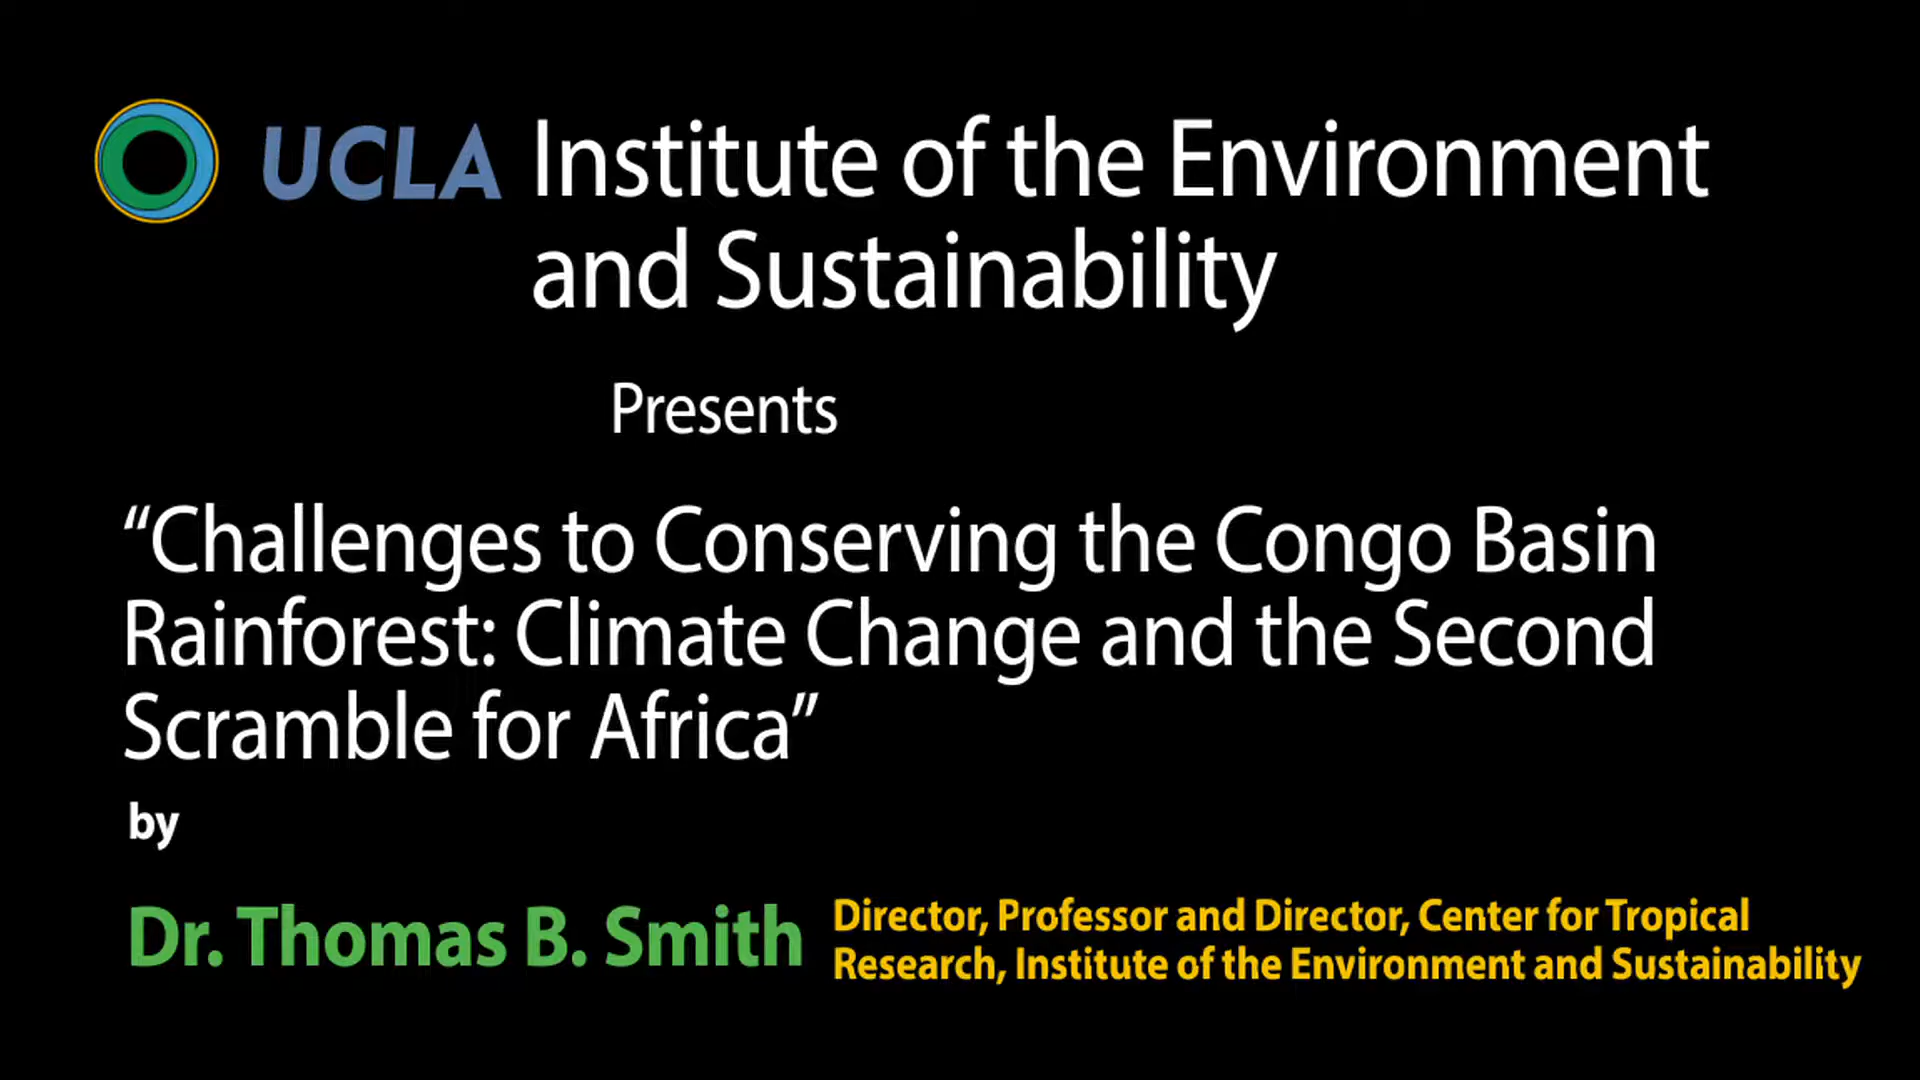 UCLA Institute of the Environment
and Sustainability
Presents
“Challenges to Conserving the Congo Basin
Rainforest: Climate Change and the Second
Scramble for Africa”
by
Dr. Thomas B. Smith
Director, Professor and Director, Center for Tropical
Research, Institute of the Environment and Sustainability